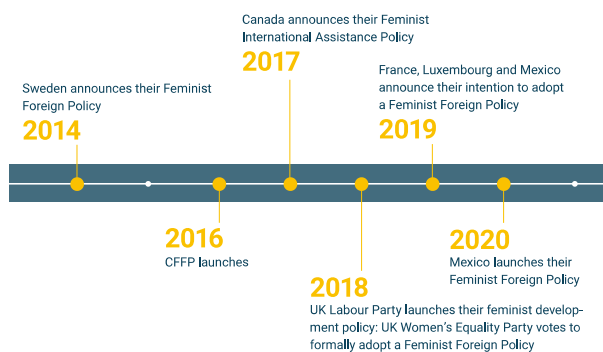 Sweden announces their Feminist
Foreign Policy
2014
CFFP launches
2016
Canada announces their Feminist
International Assistance Policy
2017
2018
UK Labour Party launches their feminist develop-
ment policy: UK Women's Equality Party votes to
formally adopt a Feminist Foreign Policy
France, Luxembourg and Mexico
announce their intention to adopt
a Feminist Foreign Policy
2019
2020
Mexico launches their
Feminist Foreign Policy